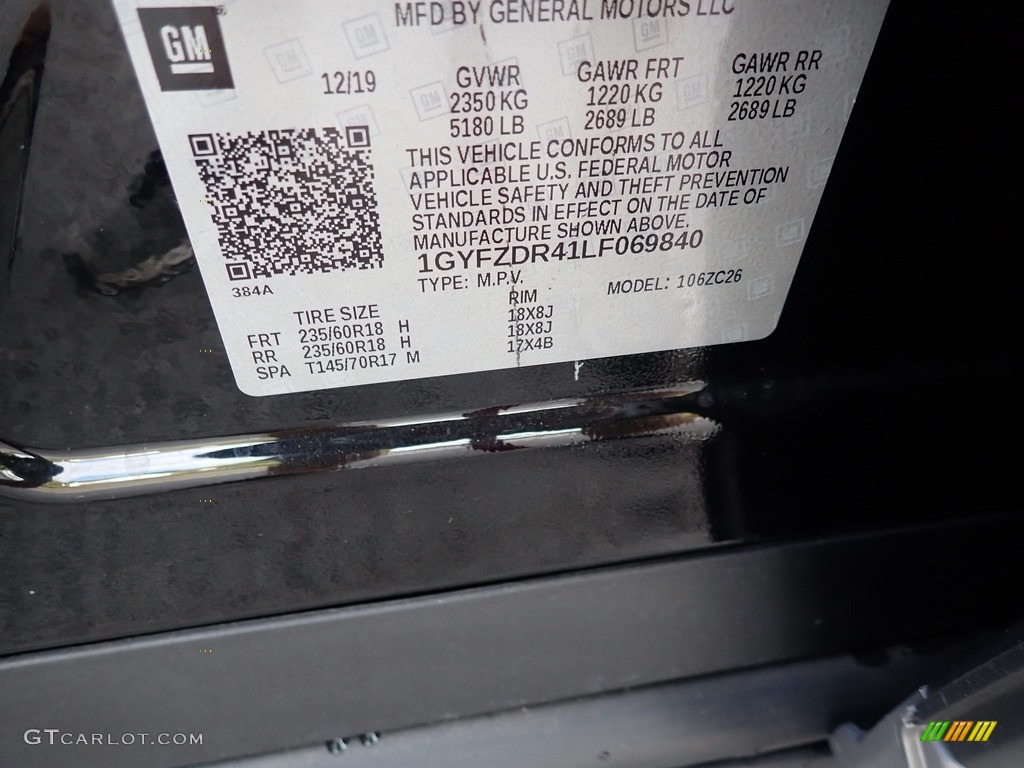 MFD BY GENERAL MOTORS LLC
GM
12/19
GVWR GAWR FRT GAWR RR
2350 KG 1220 KG 1220 KG
5180 LB 2689 LB 2689 LB
THIS VEHICLE CONFORMS TO ALL
APPLICABLE U.S. FEDERAL MOTOR
VEHICLE SAFETY AND THEFT PREVENTION
STANDARDS IN EFFECT ON THE DATE OF
MANUFACTURE SHOWN ABOVE.
1GYFZDR41LF069840
384A
TYPE: M.P.V. MODEL: 106ZC26
TIRE SIZE RIM
FRT 235/60R18 H 18X8J
RR 235/60R18 H 18X8J
SPA T145/70R17 M 17X4B
GTCARLOT.COM